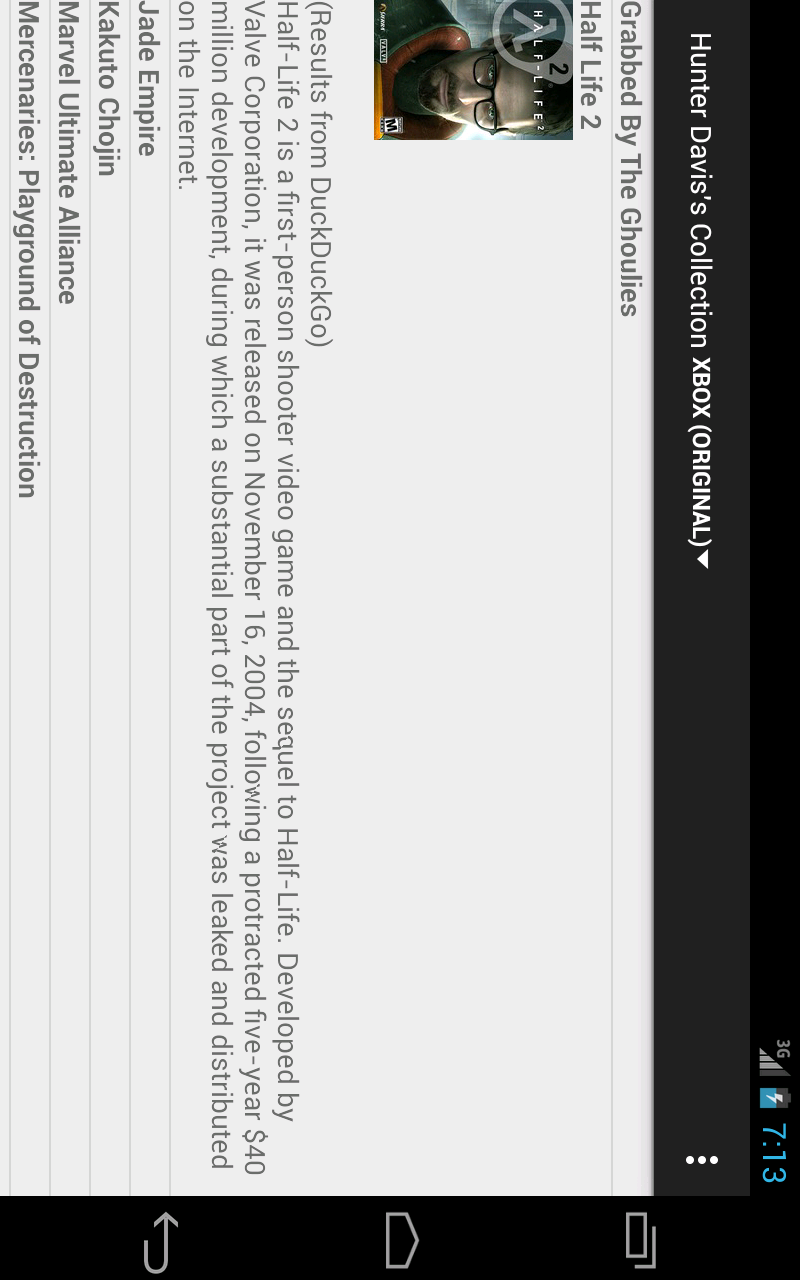 3G 7:13
Hunter Davis's Collection XBOX (ORIGINAL)
Grabbed By The Ghoulies
Half Life 2
2
HALF-LIFE²
SIERRA
VALVE
M
(Results from DuckDuckGo)
Half-Life 2 is a first-person shooter video game and the sequel to Half-Life. Developed by
Valve Corporation, it was released on November 16, 2004, following a protracted five-year $40
million development, during which a substantial part of the project was leaked and distributed
on the Internet.
Jade Empire
Kakuto Chojin
Marvel Ultimate Alliance
Mercenaries: Playground of Destruction